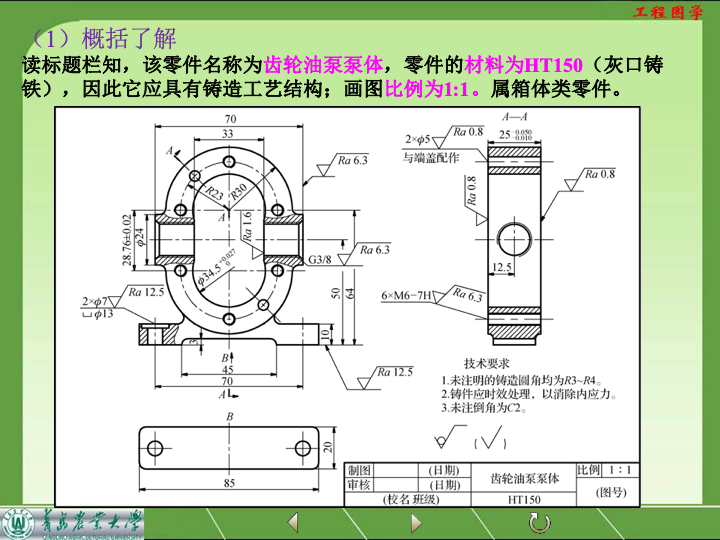 工程图学
（1）概括了解
读标题栏知，该零件名称为齿轮油泵泵体，零件的材料为HT150（灰口铸
铁），因此它应具有铸造工艺结构；画图比例为1:1。属箱体类零件。
70
33
A
Ra 6.3
R23
R30
A
28.76±0.02
φ24
Ra 1.6
φ34.5 +0.027 0
G3/8
Ra 6.3
50
64
2×φ7
Ra 12.5
⌴φ13
3
10
B
45
70
A
Ra 12.5
A—A
25 -0.050 -0.010
2×φ5
Ra 0.8
与端盖配作
Ra 0.8
Ra 0.8
12.5
6×M6-7H
Ra 6.3
B
20
85
技术要求
1.未注明的铸造圆角均为R3~R4。
2.铸件应时效处理，以消除内应力。
3.未注倒角为C2。
( √ )
制图 (日期) 齿轮油泵泵体 比例 1：1
审核 (日期) (图号)
(校名 班级) HT150
青岛农业大学